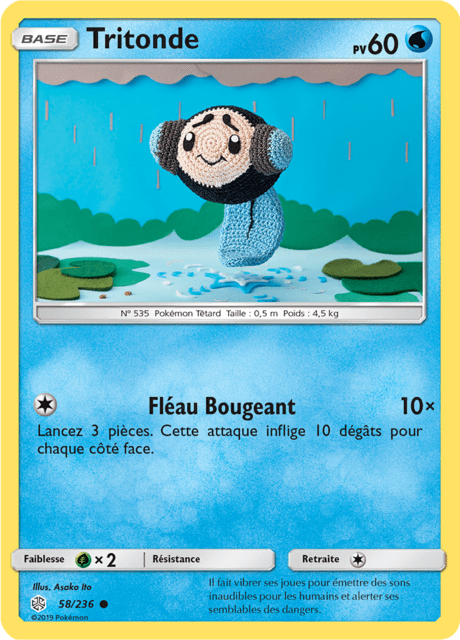 BASE Tritonde PV60
N° 535 Pokémon Têtard Taille : 0,5 m Poids : 4,5 kg
Fléau Bougeant 10×
Lancez 3 pièces. Cette attaque inflige 10 dégâts pour
chaque côté face.
Faiblesse ×2 Résistance Retraite
Illus. Asako Ito
58/236
©2019 Pokémon
Il fait vibrer ses joues pour émettre des sons
inaudibles pour les humains et alerter ses
semblables des dangers.